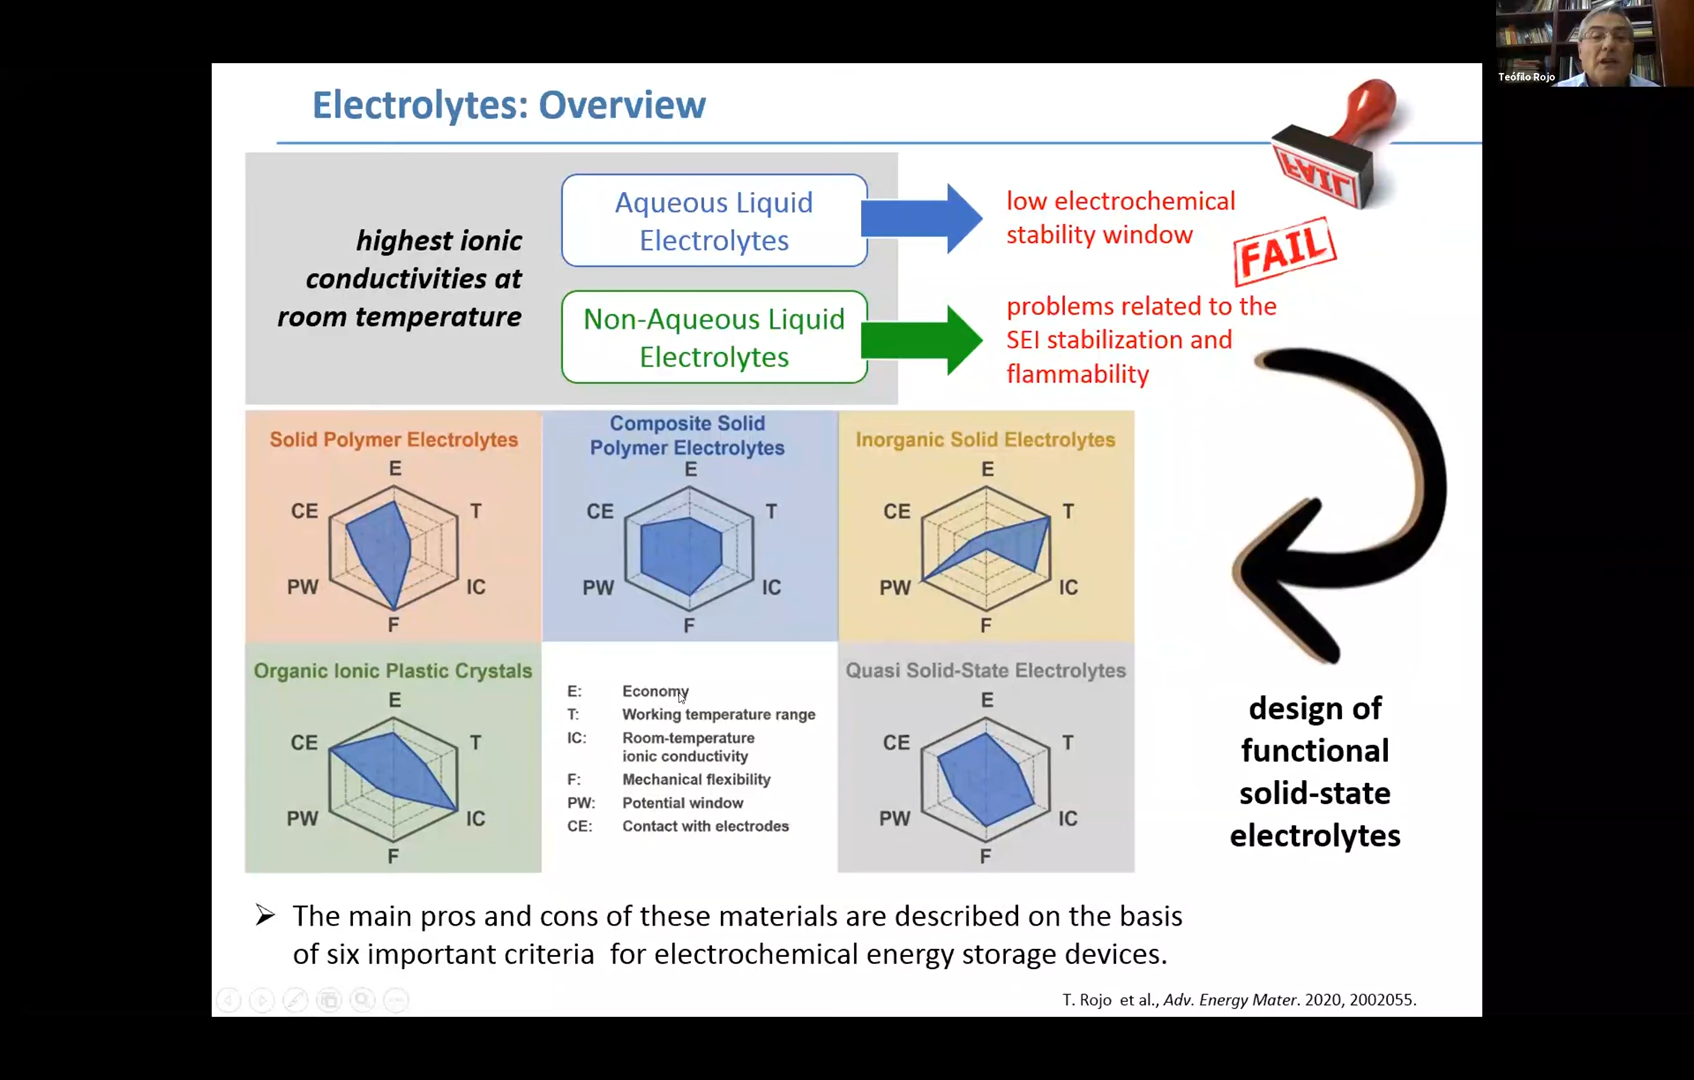 Teófilo Rojo
Electrolytes: Overview
FAIL
highest ionic
conductivities at
room temperature
Aqueous Liquid
Electrolytes
low electrochemical
stability window
FAIL
Non-Aqueous Liquid
Electrolytes
problems related to the
SEI stabilization and
flammability
Solid Polymer Electrolytes
E
CE
T
PW
IC
F
Composite Solid
Polymer Electrolytes
E
CE
T
PW
IC
F
Inorganic Solid Electrolytes
E
CE
T
PW
IC
F
Organic Ionic Plastic Crystals
E
CE
T
PW
IC
F
E: Economy
T: Working temperature range
IC: Room-temperature
ionic conductivity
F: Mechanical flexibility
PW: Potential window
CE: Contact with electrodes
Quasi Solid-State Electrolytes
E
CE
T
PW
IC
F
design of
functional
solid-state
electrolytes
The main pros and cons of these materials are described on the basis
of six important criteria for electrochemical energy storage devices.
T. Rojo et al., Adv. Energy Mater. 2020, 2002055.